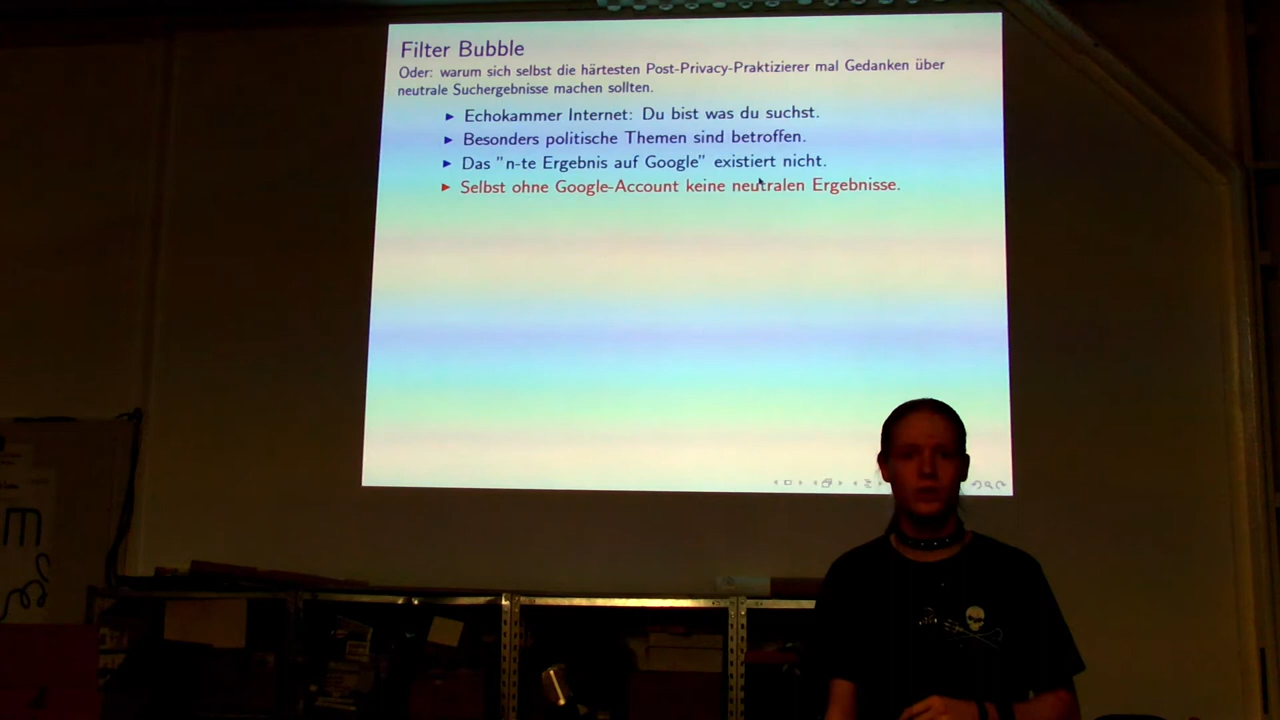 Filter Bubble
Oder: warum sich selbst die härtesten Post-Privacy-Praktizierer mal Gedanken über
neutrale Suchergebnisse machen sollten.
Echokammer Internet: Du bist was du suchst.
Besonders politische Themen sind betroffen.
Das "n-te Ergebnis auf Google" existiert nicht.
Selbst ohne Google-Account keine neutralen Ergebnisse.